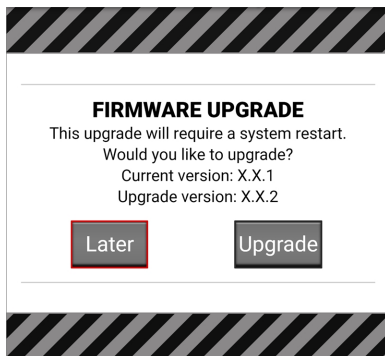 FIRMWARE UPGRADE
This upgrade will require a system restart.
Would you like to upgrade?
Current version: X.X.1
Upgrade version: X.X.2
Later
Upgrade